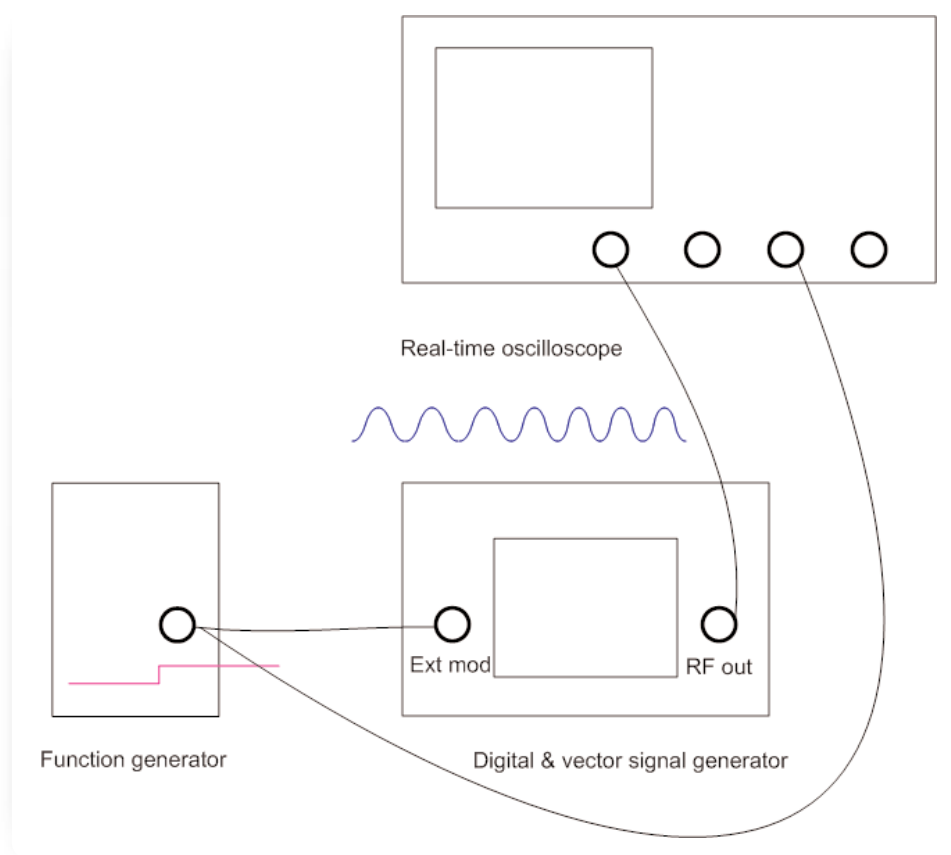 Real-time oscilloscope
Ext mod
RF out
Function generator
Digital & vector signal generator